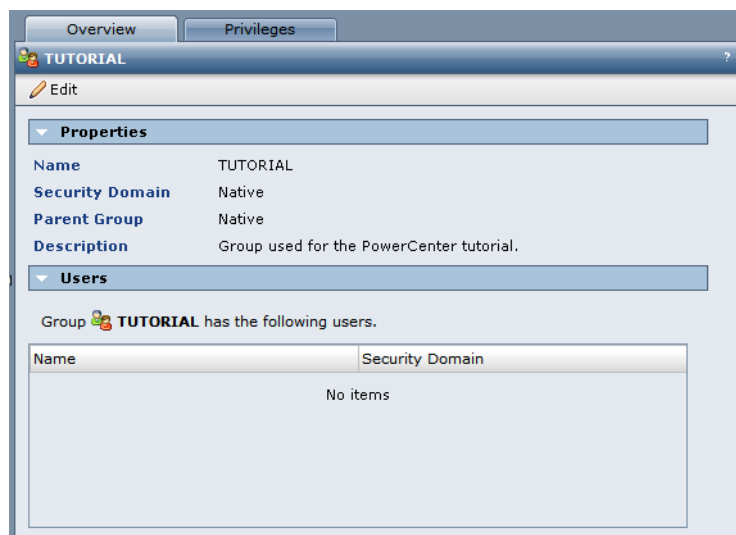 Overview Privileges
TUTORIAL ?
Edit
Properties
Name TUTORIAL
Security Domain Native
Parent Group Native
Description Group used for the PowerCenter tutorial.
Users
Group TUTORIAL has the following users.
Name Security Domain
No items